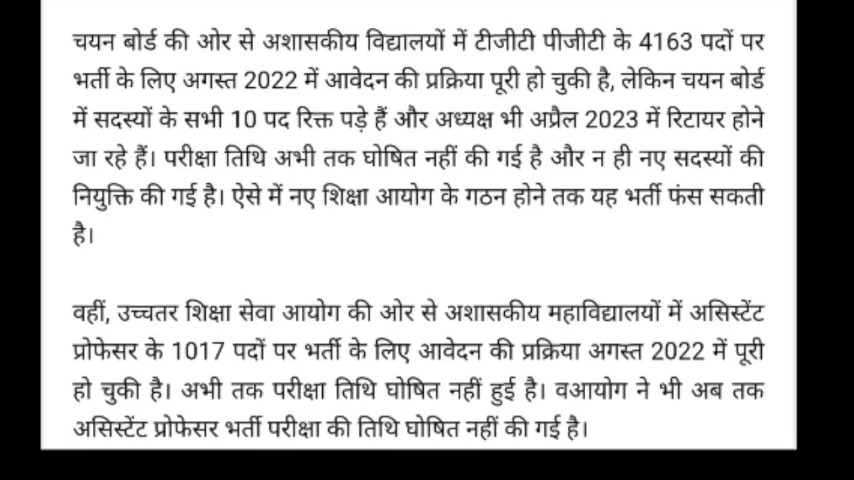 चयन बोर्ड की ओर से अशासकीय विद्यालयों में टीजीटी पीजीटी के 4163 पदों पर
भर्ती के लिए अगस्त 2022 में आवेदन की प्रक्रिया पूरी हो चुकी है, लेकिन चयन बोर्ड
में सदस्यों के सभी 10 पद रिक्त पड़े हैं और अध्यक्ष भी अप्रैल 2023 में रिटायर होने
जा रहे हैं। परीक्षा तिथि अभी तक घोषित नहीं की गई है और न ही नए सदस्यों की
नियुक्ति की गई है। ऐसे में नए शिक्षा आयोग के गठन होने तक यह भर्ती फंस सकती
है।
वहीं, उच्चतर शिक्षा सेवा आयोग की ओर से अशासकीय महाविद्यालयों में असिस्टेंट
प्रोफेसर के 1017 पदों पर भर्ती के लिए आवेदन की प्रक्रिया अगस्त 2022 में पूरी
हो चुकी है। अभी तक परीक्षा तिथि घोषित नहीं हुई है। वआयोग ने भी अब तक
असिस्टेंट प्रोफेसर भर्ती परीक्षा की तिथि घोषित नहीं की गई है।